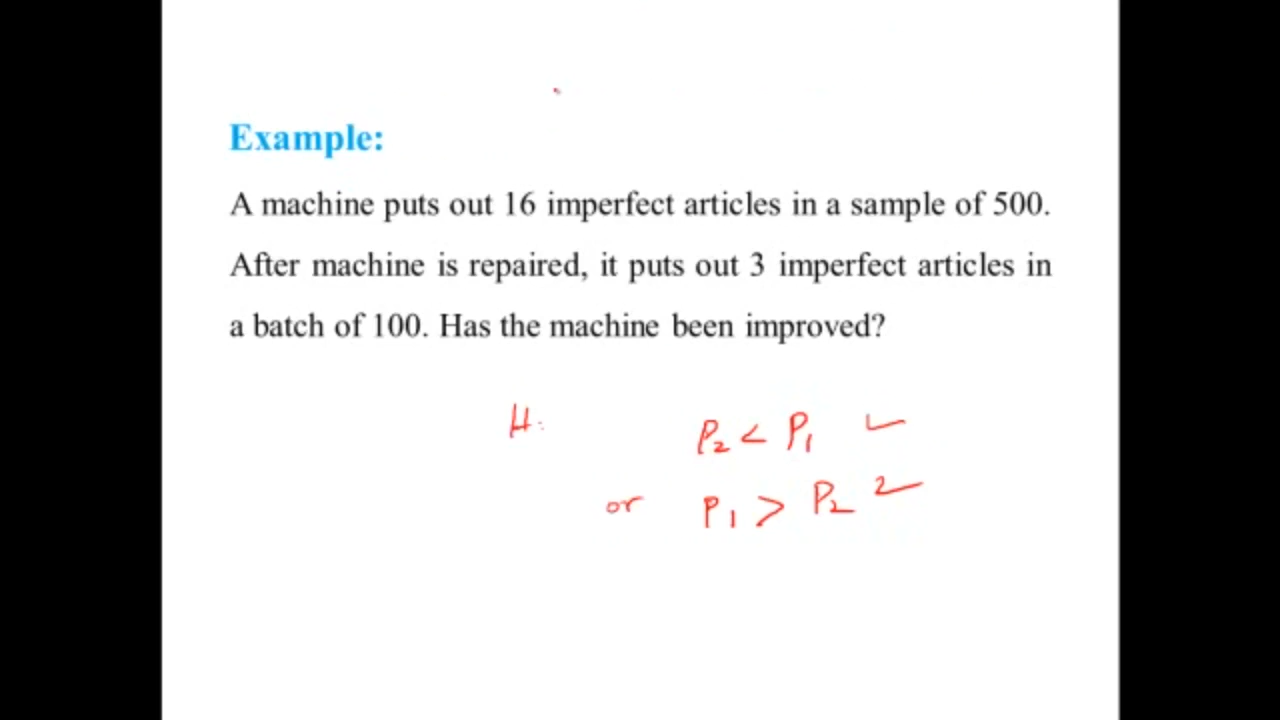 Example:
A machine puts out 16 imperfect articles in a sample of 500.
After machine is repaired, it puts out 3 imperfect articles in
a batch of 100. Has the machine been improved?
H:
P₂ < P₁
or P₁ > P₂